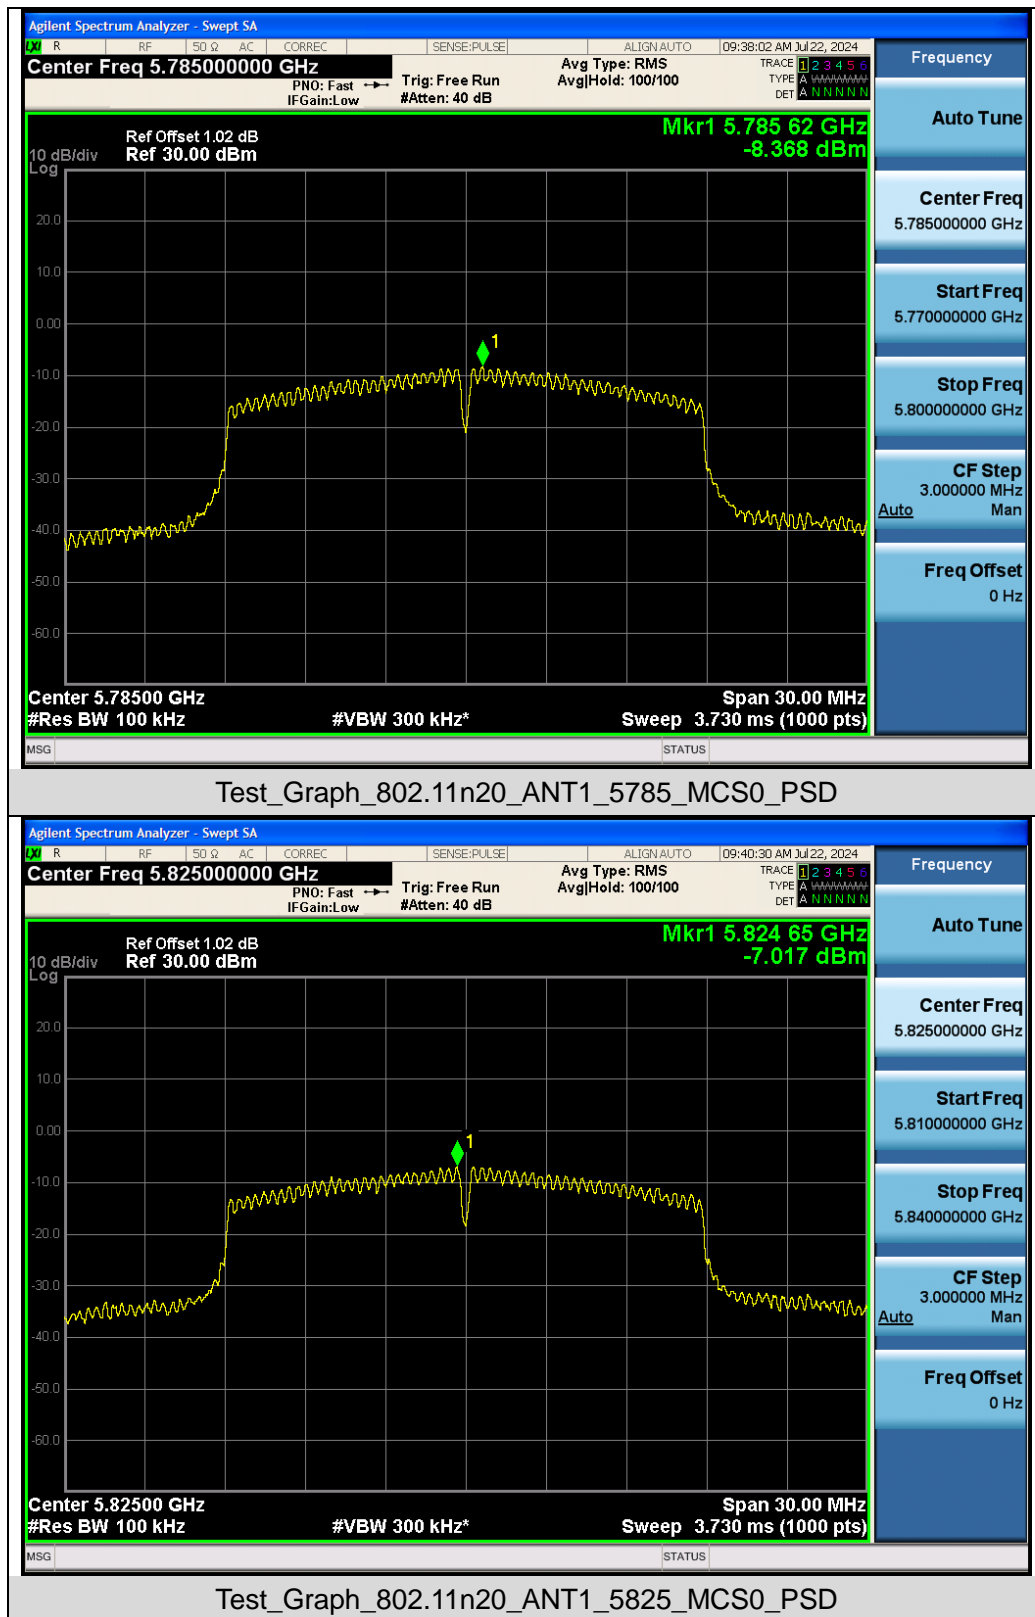 Agilent Spectrum Analyzer - Swept SA
LXI R RF 50 Ω AC CORREC SENSE:PULSE ALIGN AUTO 09:38:02 AM Jul 22, 2024
Center Freq 5.785000000 GHz
PNO: Fast
IFGain:Low
Trig: Free Run
#Atten: 40 dB
Avg Type: RMS
Avg|Hold: 100/100
TRACE 1 2 3 4 5 6
TYPE A
DET A N N N N N
Frequency
Auto Tune
Center Freq
5.785000000 GHz
Start Freq
5.770000000 GHz
Stop Freq
5.800000000 GHz
CF Step
3.000000 MHz
Auto Man
Freq Offset
0 Hz
Mkr1 5.785 62 GHz
-8.368 dBm
Ref Offset 1.02 dB
10 dB/div Ref 30.00 dBm
Log
20.0
10.0
0.00
-10.0
-20.0
-30.0
-40.0
-50.0
-60.0
1
Center 5.78500 GHz Span 30.00 MHz
#Res BW 100 kHz #VBW 300 kHz* Sweep 3.730 ms (1000 pts)
MSG STATUS
Test_Graph_802.11n20_ANT1_5785_MCS0_PSD
Agilent Spectrum Analyzer - Swept SA
LXI R RF 50 Ω AC CORREC SENSE:PULSE ALIGN AUTO 09:40:30 AM Jul 22, 2024
Center Freq 5.825000000 GHz
PNO: Fast
IFGain:Low
Trig: Free Run
#Atten: 40 dB
Avg Type: RMS
Avg|Hold: 100/100
TRACE 1 2 3 4 5 6
TYPE A
DET A N N N N N
Frequency
Auto Tune
Center Freq
5.825000000 GHz
Start Freq
5.810000000 GHz
Stop Freq
5.840000000 GHz
CF Step
3.000000 MHz
Auto Man
Freq Offset
0 Hz
Mkr1 5.824 65 GHz
-7.017 dBm
Ref Offset 1.02 dB
10 dB/div Ref 30.00 dBm
Log
20.0
10.0
0.00
-10.0
-20.0
-30.0
-40.0
-50.0
-60.0
1
Center 5.82500 GHz Span 30.00 MHz
#Res BW 100 kHz #VBW 300 kHz* Sweep 3.730 ms (1000 pts)
MSG STATUS
Test_Graph_802.11n20_ANT1_5825_MCS0_PSD